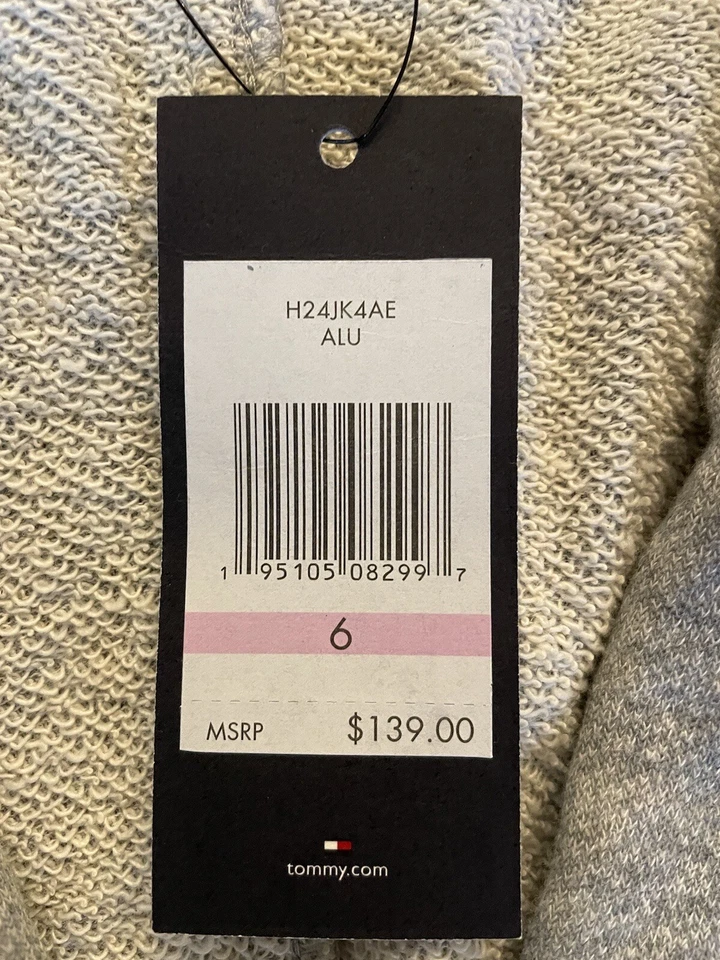 H24JK4AE
ALU
1 95105 08299 7
6
MSRP $139.00
tommy.com